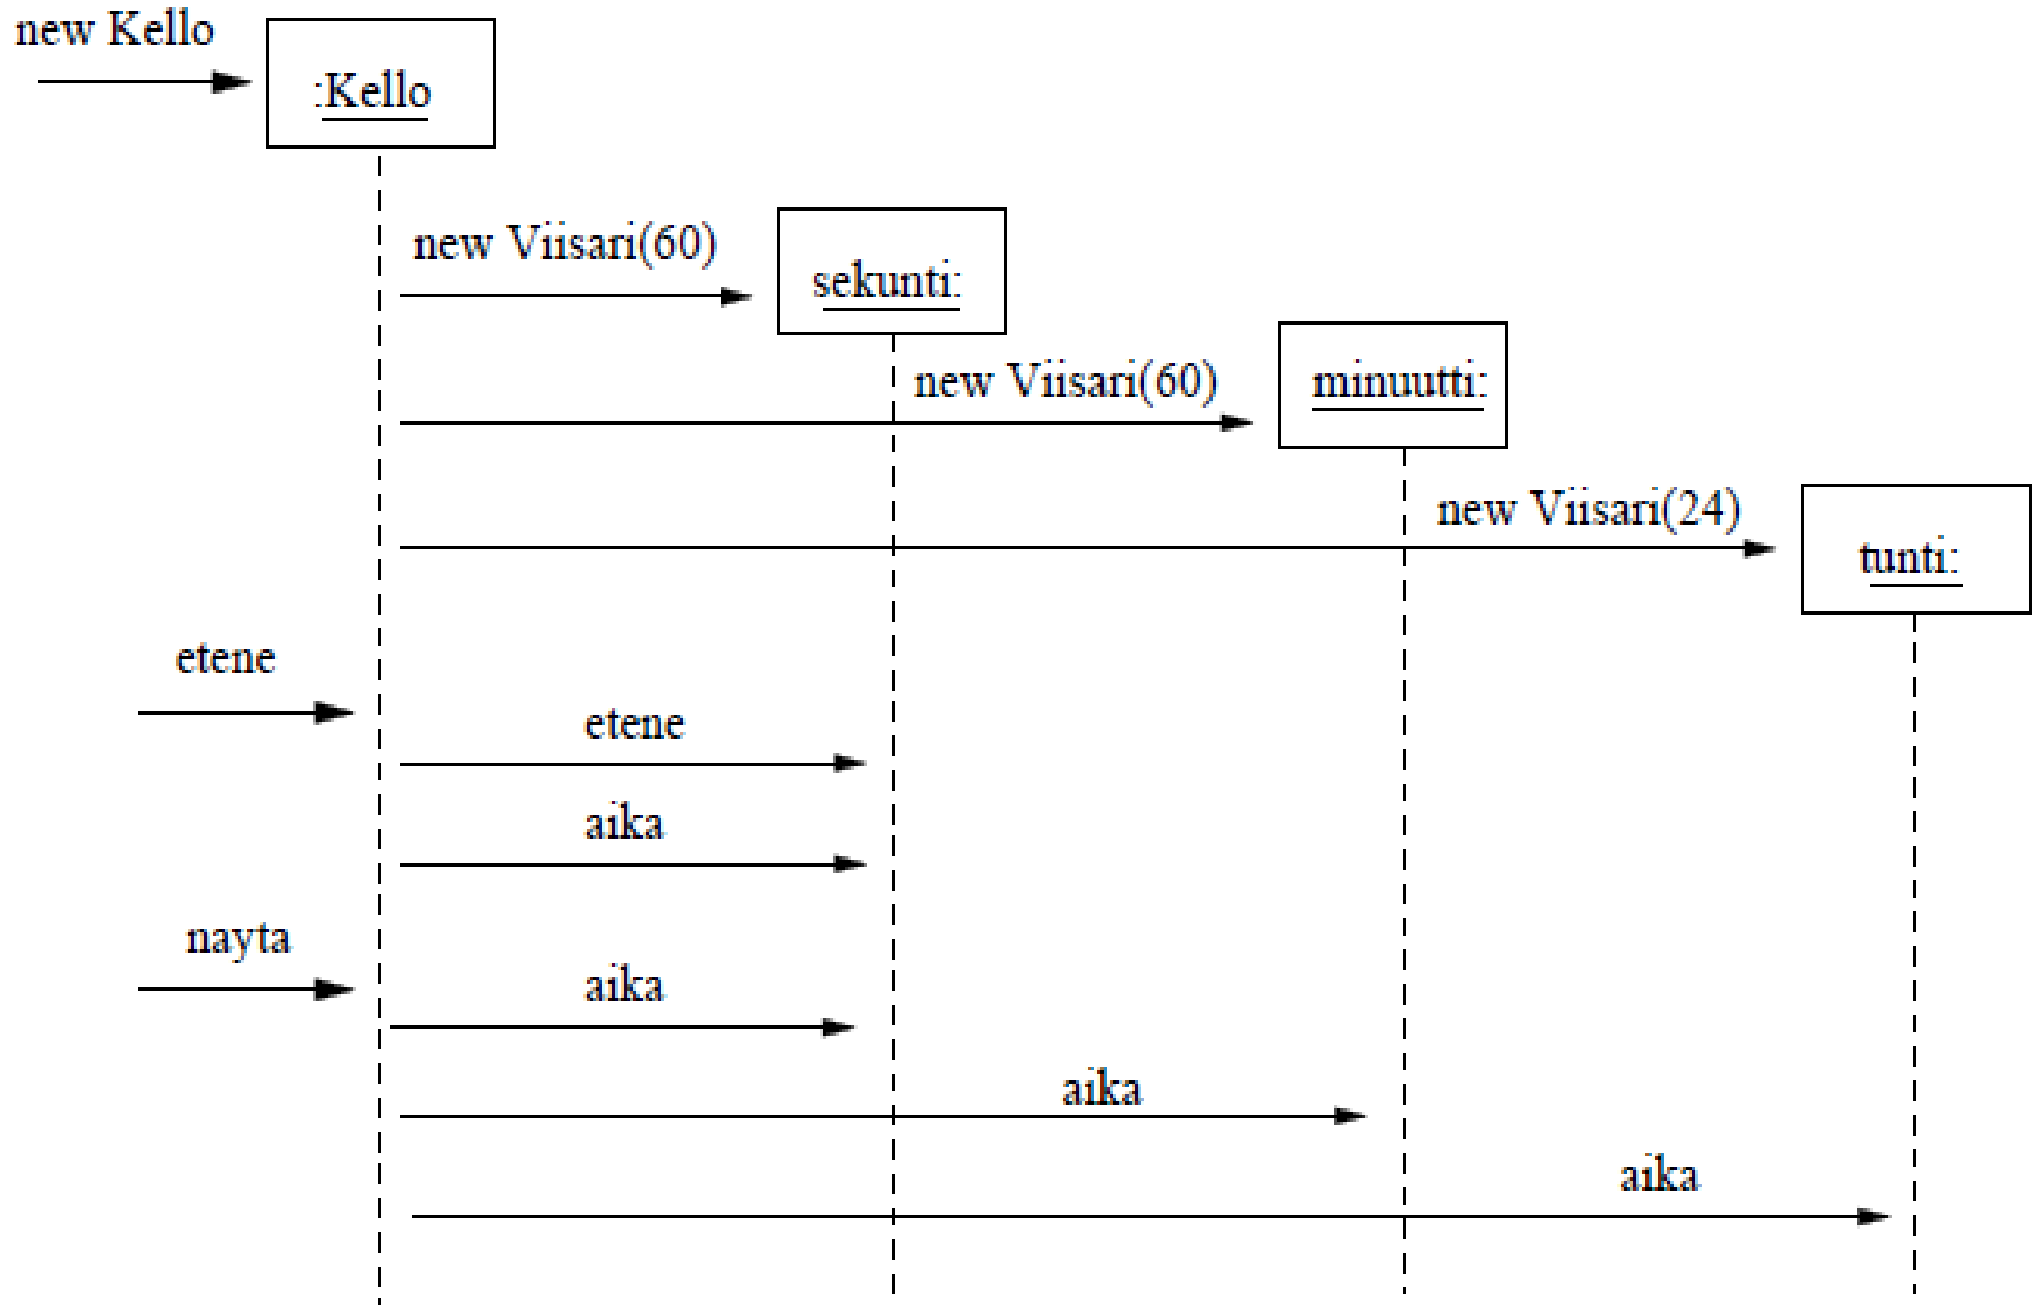 new Kello
:Kello
new Viisari(60)
sekunti:
new Viisari(60)
minuutti:
new Viisari(24)
tunti:
etene
etene
aika
nayta
aika
aika
aika